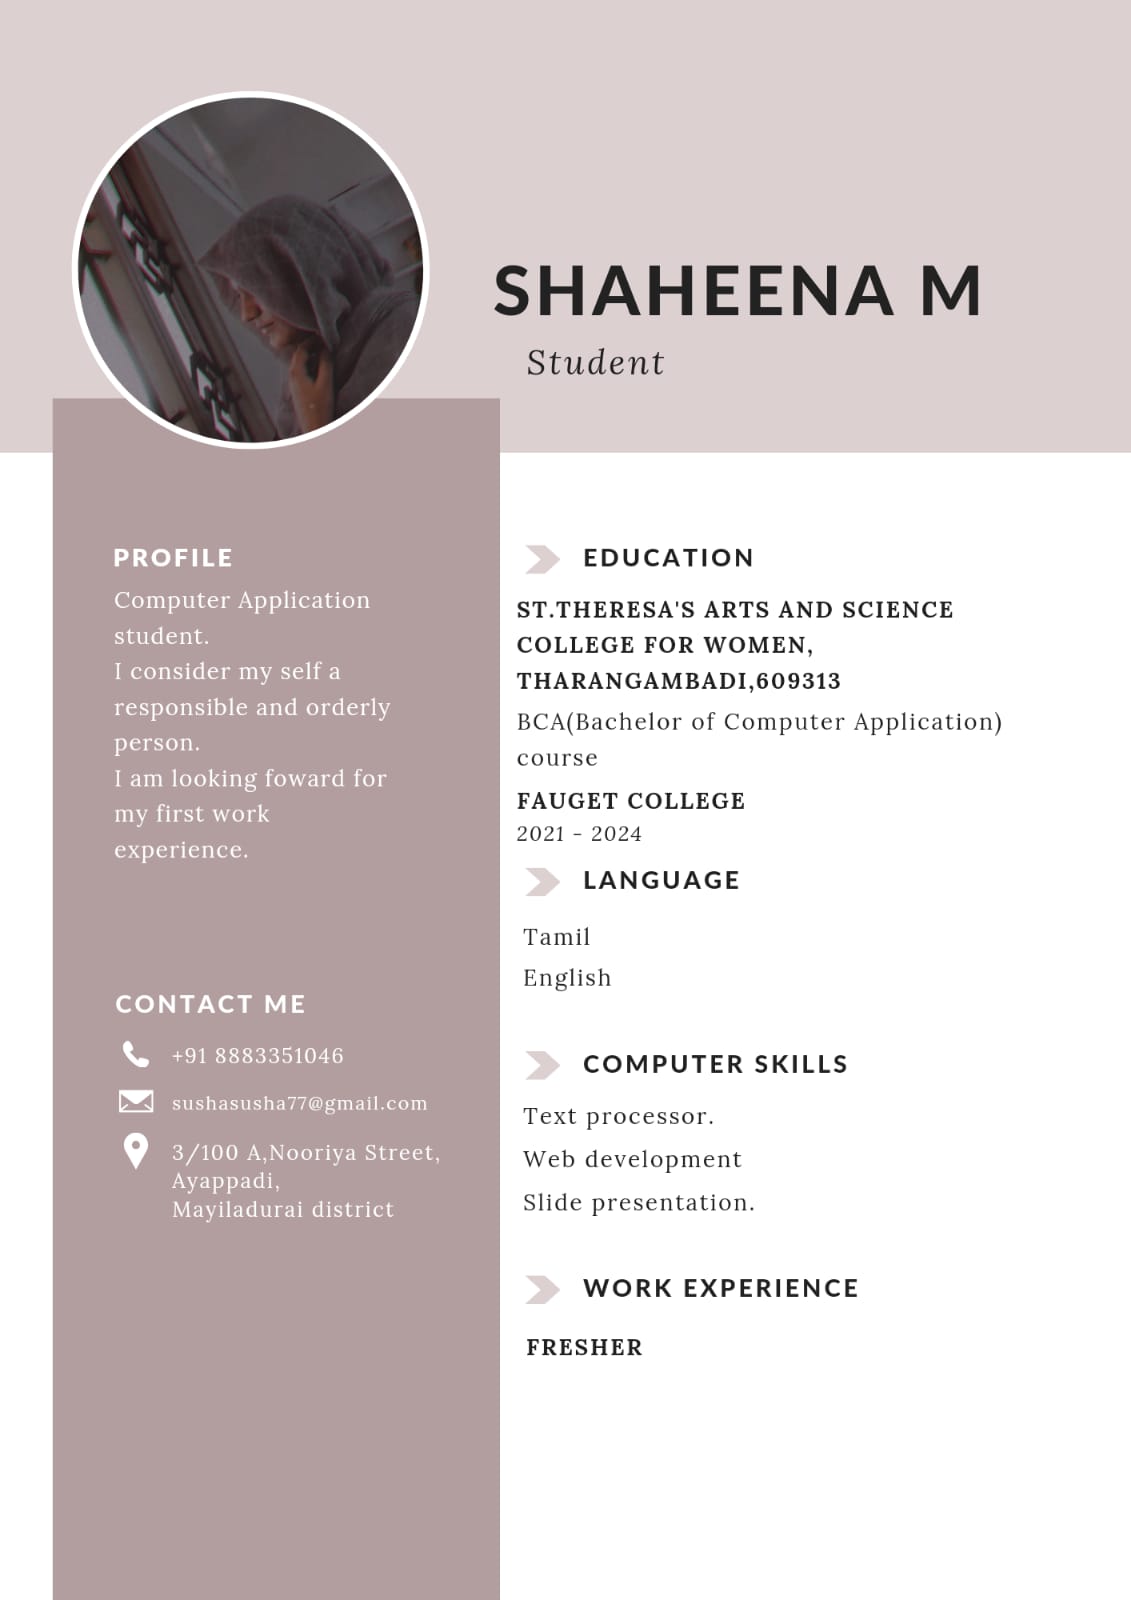 SHAHEENA M
Student
PROFILE
Computer Application
student.
I consider my self a
responsible and orderly
person.
I am looking foward for
my first work
experience.
CONTACT ME
+91 8883351046
sushasusha77@gmail.com
3/100 A,Nooriya Street,
Ayappadi,
Mayiladurai district
EDUCATION
ST.THERESA'S ARTS AND SCIENCE
COLLEGE FOR WOMEN,
THARANGAMBADI,609313
BCA(Bachelor of Computer Application)
course
FAUGET COLLEGE
2021 - 2024
LANGUAGE
Tamil
English
COMPUTER SKILLS
Text processor.
Web development
Slide presentation.
WORK EXPERIENCE
FRESHER